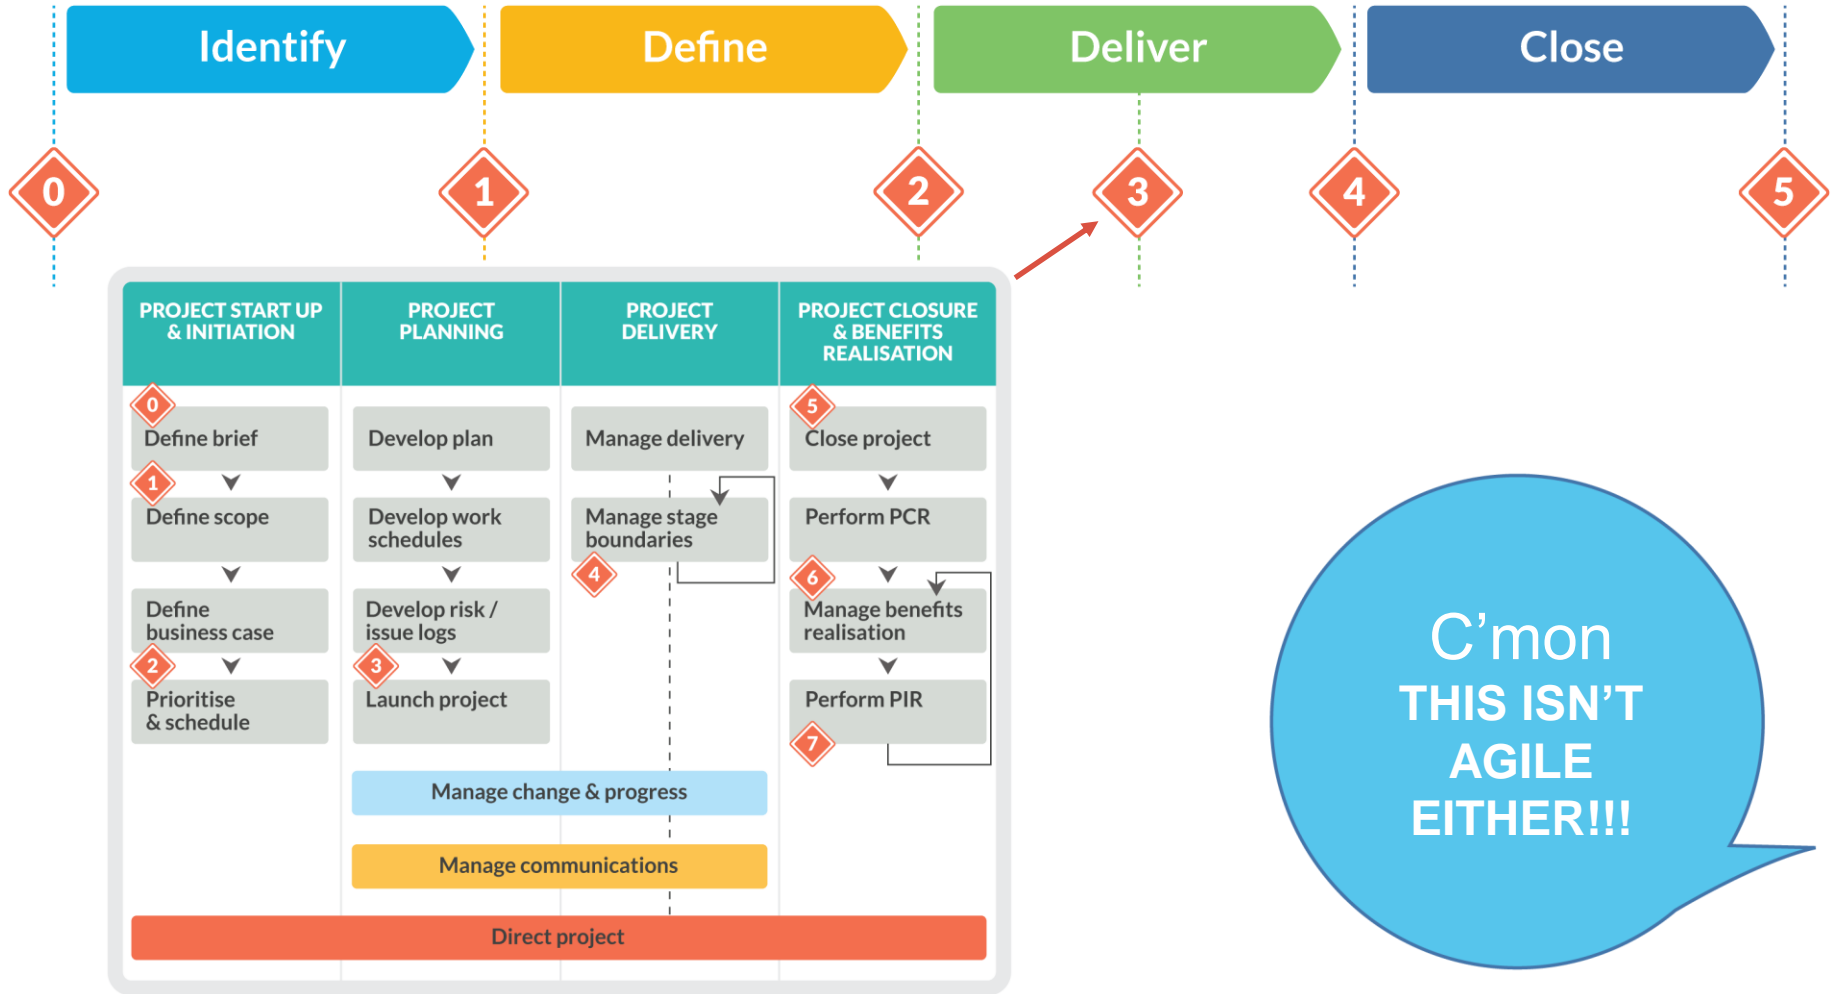 Identify
Define
Deliver
Close
0
1
2
3
4
5
PROJECT START UP
& INITIATION
PROJECT
PLANNING
PROJECT
DELIVERY
PROJECT CLOSURE
& BENEFITS
REALISATION
0
Define brief
1
Define scope
Define
business case
2
Prioritise
& schedule
Develop plan
Develop work
schedules
Develop risk /
issue logs
3
Launch project
Manage delivery
Manage stage
boundaries
4
5
Close project
Perform PCR
6
Manage benefits
realisation
Perform PIR
7
Manage change & progress
Manage communications
Direct project
C’mon
THIS ISN’T
AGILE
EITHER!!!